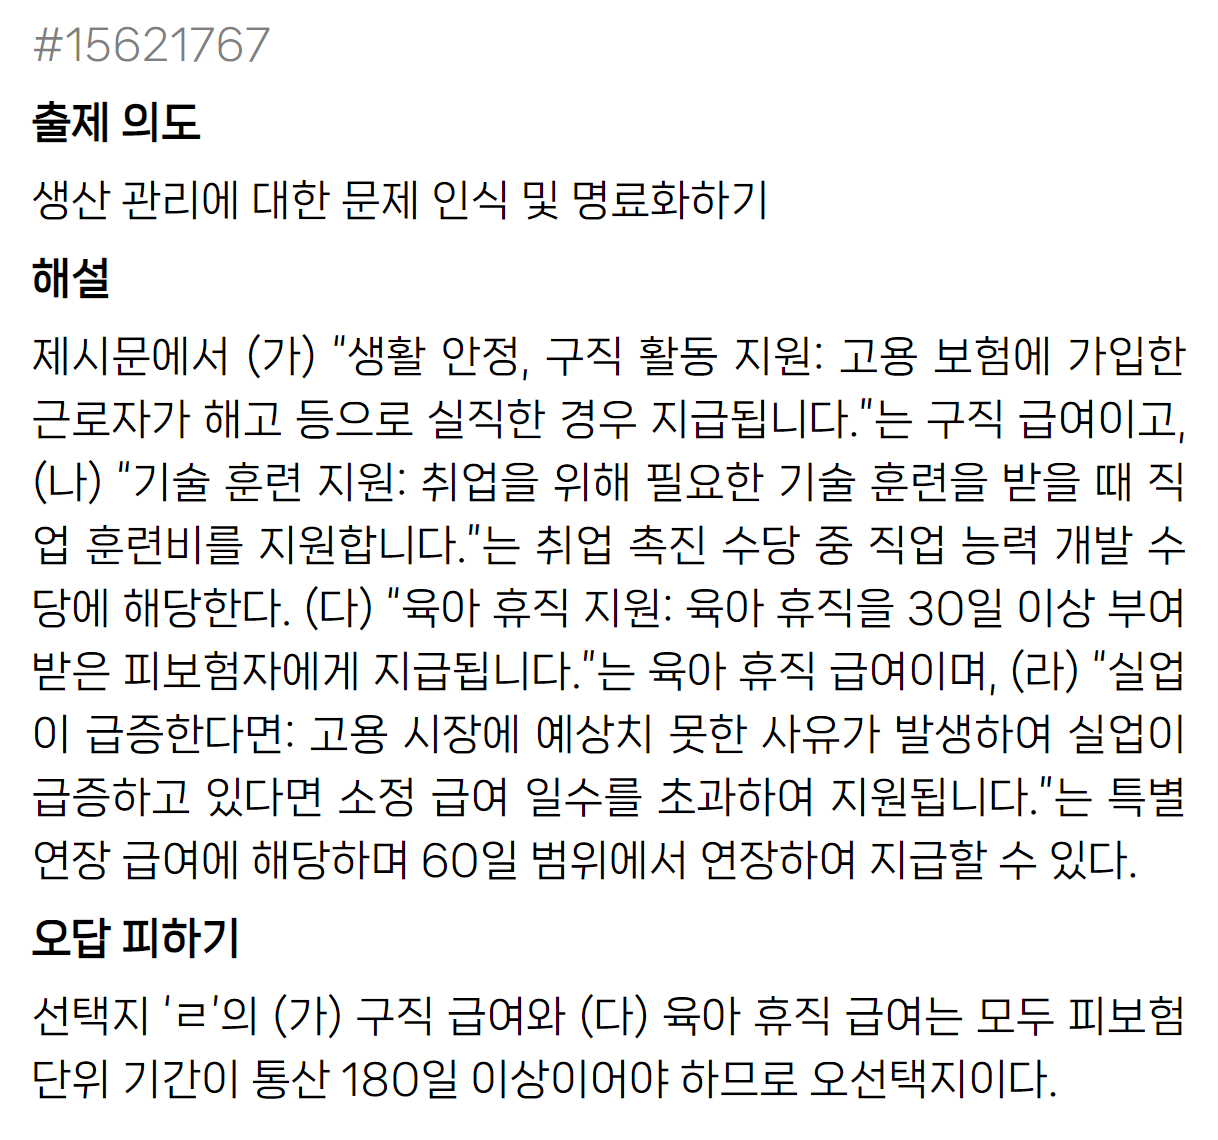 #15621767
출제 의도
생산 관리에 대한 문제 인식 및 명료화하기
해설
제시문에서 (가) "생활 안정, 구직 활동 지원: 고용 보험에 가입한
근로자가 해고 등으로 실직한 경우 지급됩니다."는 구직 급여이고,
(나) "기술 훈련 지원: 취업을 위해 필요한 기술 훈련을 받을 때 직
업 훈련비를 지원합니다."는 취업 촉진 수당 중 직업 능력 개발 수
당에 해당한다. (다) "육아 휴직 지원: 육아 휴직을 30일 이상 부여
받은 피보험자에게 지급됩니다."는 육아 휴직 급여이며, (라) "실업
이 급증한다면: 고용 시장에 예상치 못한 사유가 발생하여 실업이
급증하고 있다면 소정 급여 일수를 초과하여 지원됩니다."는 특별
연장 급여에 해당하며 60일 범위에서 연장하여 지급할 수 있다.
오답 피하기
선택지 'ㄹ'의 (가) 구직 급여와 (다) 육아 휴직 급여는 모두 피보험
단위 기간이 통산 180일 이상이어야 하므로 오선택지이다.